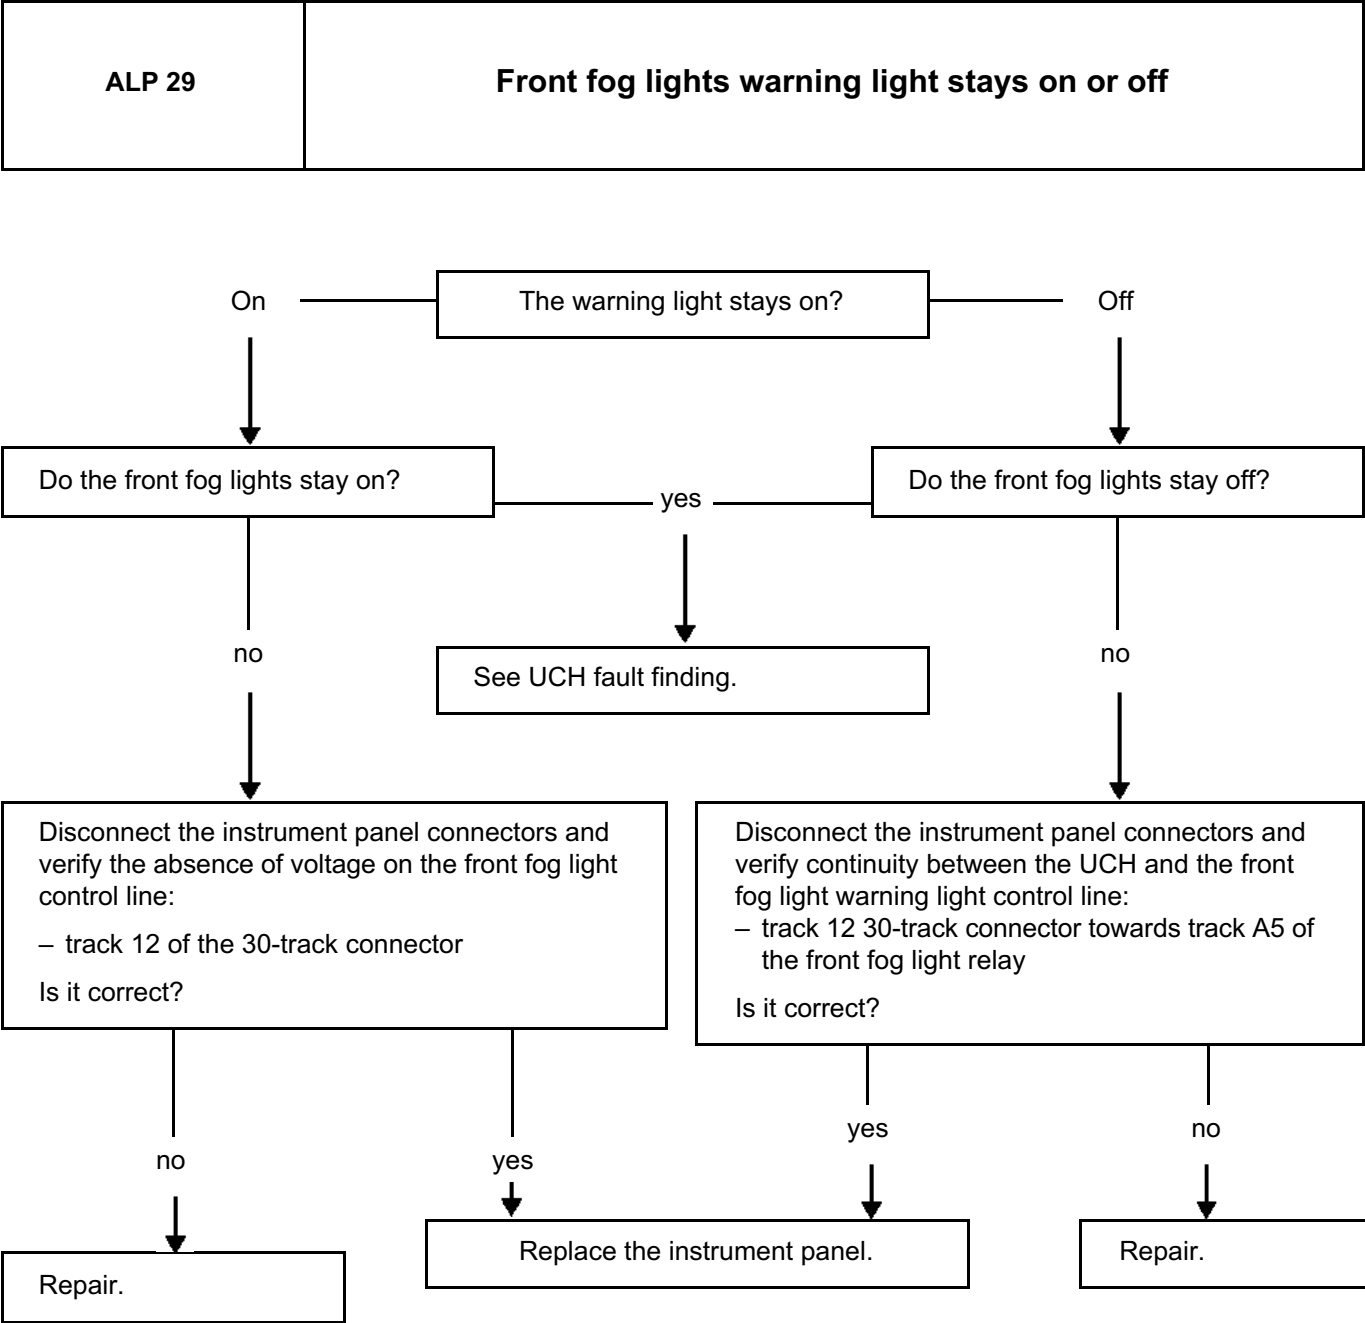 ALP 29
Front fog lights warning light stays on or off
On
The warning light stays on?
Off
Do the front fog lights stay on?
yes
Do the front fog lights stay off?
no
See UCH fault finding.
no
Disconnect the instrument panel connectors and
verify the absence of voltage on the front fog light
control line:
– track 12 of the 30-track connector
Is it correct?
Disconnect the instrument panel connectors and
verify continuity between the UCH and the front
fog light warning light control line:
– track 12 30-track connector towards track A5 of
the front fog light relay
Is it correct?
no
yes
yes
no
Repair.
Replace the instrument panel.
Repair.